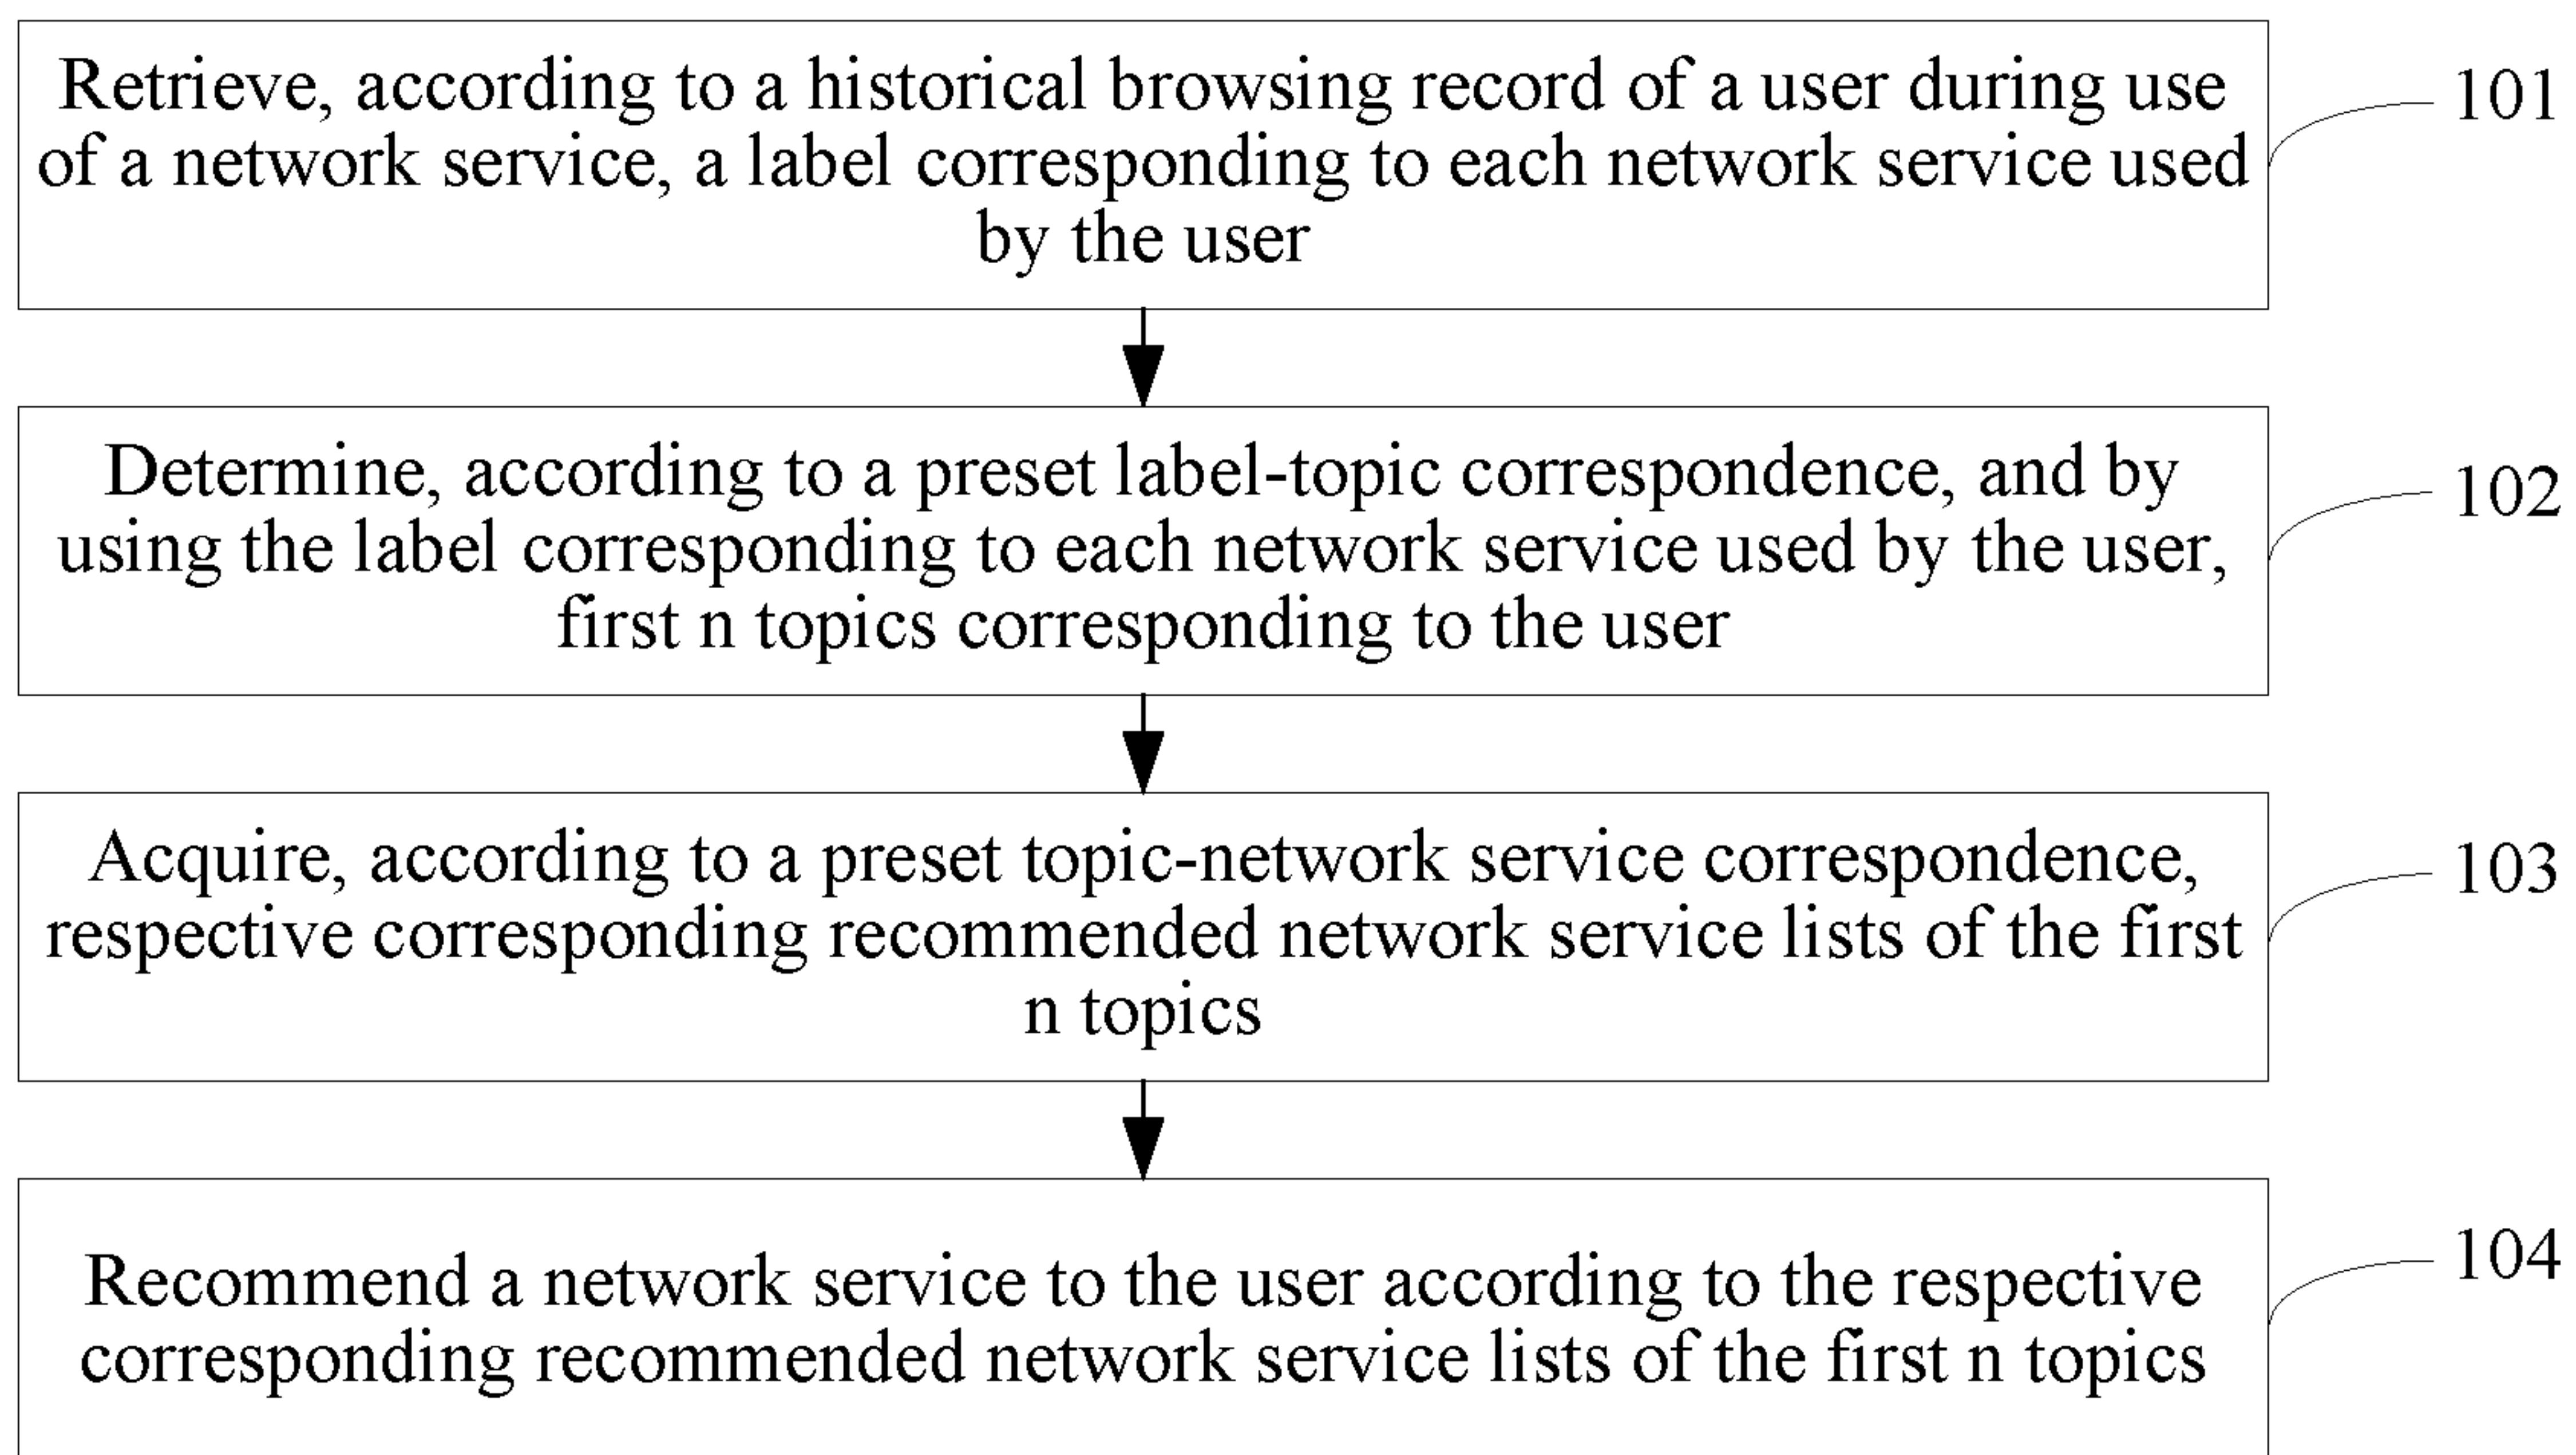 Retrieve, according to a historical browsing record of a user during use
of a network service, a label corresponding to each network service used
by the user
101
Determine, according to a preset label-topic correspondence, and by
using the label corresponding to each network service used by the user,
first n topics corresponding to the user
102
Acquire, according to a preset topic-network service correspondence,
respective corresponding recommended network service lists of the first
n topics
103
Recommend a network service to the user according to the respective
corresponding recommended network service lists of the first n topics
104